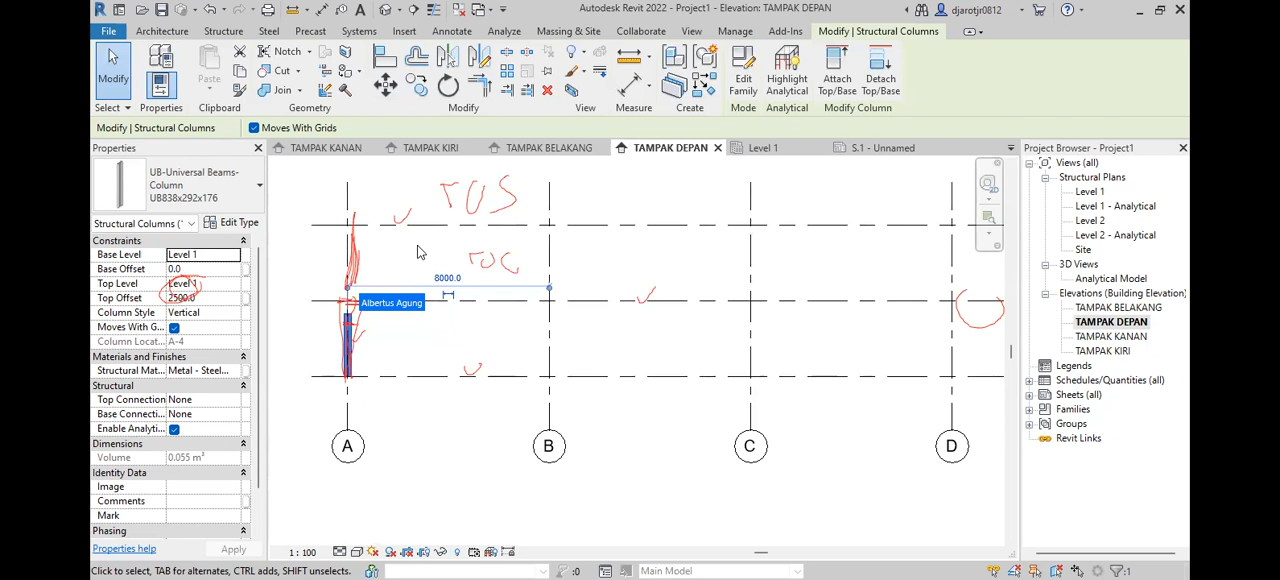 Autodesk Revit 2022 - Project1 - Elevation: TAMPAK DEPAN
djarotjr0812
File Architecture Structure Steel Precast Systems Insert Annotate Analyze Massing & Site Collaborate View Manage Add-Ins Modify | Structural Columns
Modify
Properties
Paste
Notch
Cut
Join
Edit Family
Highlight Analytical
Attach Top/Base
Detach Top/Base
Select Properties Clipboard Geometry Modify View Measure Create Mode Analytical Modify Column
Modify | Structural Columns Moves With Grids
Properties
TAMPAK KANAN TAMPAK KIRI TAMPAK BELAKANG TAMPAK DEPAN Level 1 S.1 - Unnamed
Project Browser - Project1
UB-Universal Beams-
Column
UB838x292x176
Structural Columns (' Edit Type
Constraints
Base Level Level 1
Base Offset 0.0
Top Level Level 1
Top Offset 2500.0
Column Style Vertical
Moves With G...
Column Locat... A-4
Materials and Finishes
Structural Mat... Metal - Steel...
Structural
Top Connection None
Base Connecti... None
Enable Analyti...
Dimensions
Volume 0.055 m³
Identity Data
Image
Comments
Mark
Phasing
Properties help Apply
TOS
TOC
8000.0
Albertus Agung
A B C D
1 : 100
Views (all)
Structural Plans
Level 1
Level 1 - Analytical
Level 2
Level 2 - Analytical
Site
3D Views
Analytical Model
Elevations (Building Elevation)
TAMPAK BELAKANG
TAMPAK DEPAN
TAMPAK KANAN
TAMPAK KIRI
Legends
Schedules/Quantities (all)
Sheets (all)
Families
Groups
Revit Links
Click to select, TAB for alternates, CTRL adds, SHIFT unselects. :0 Main Model :1